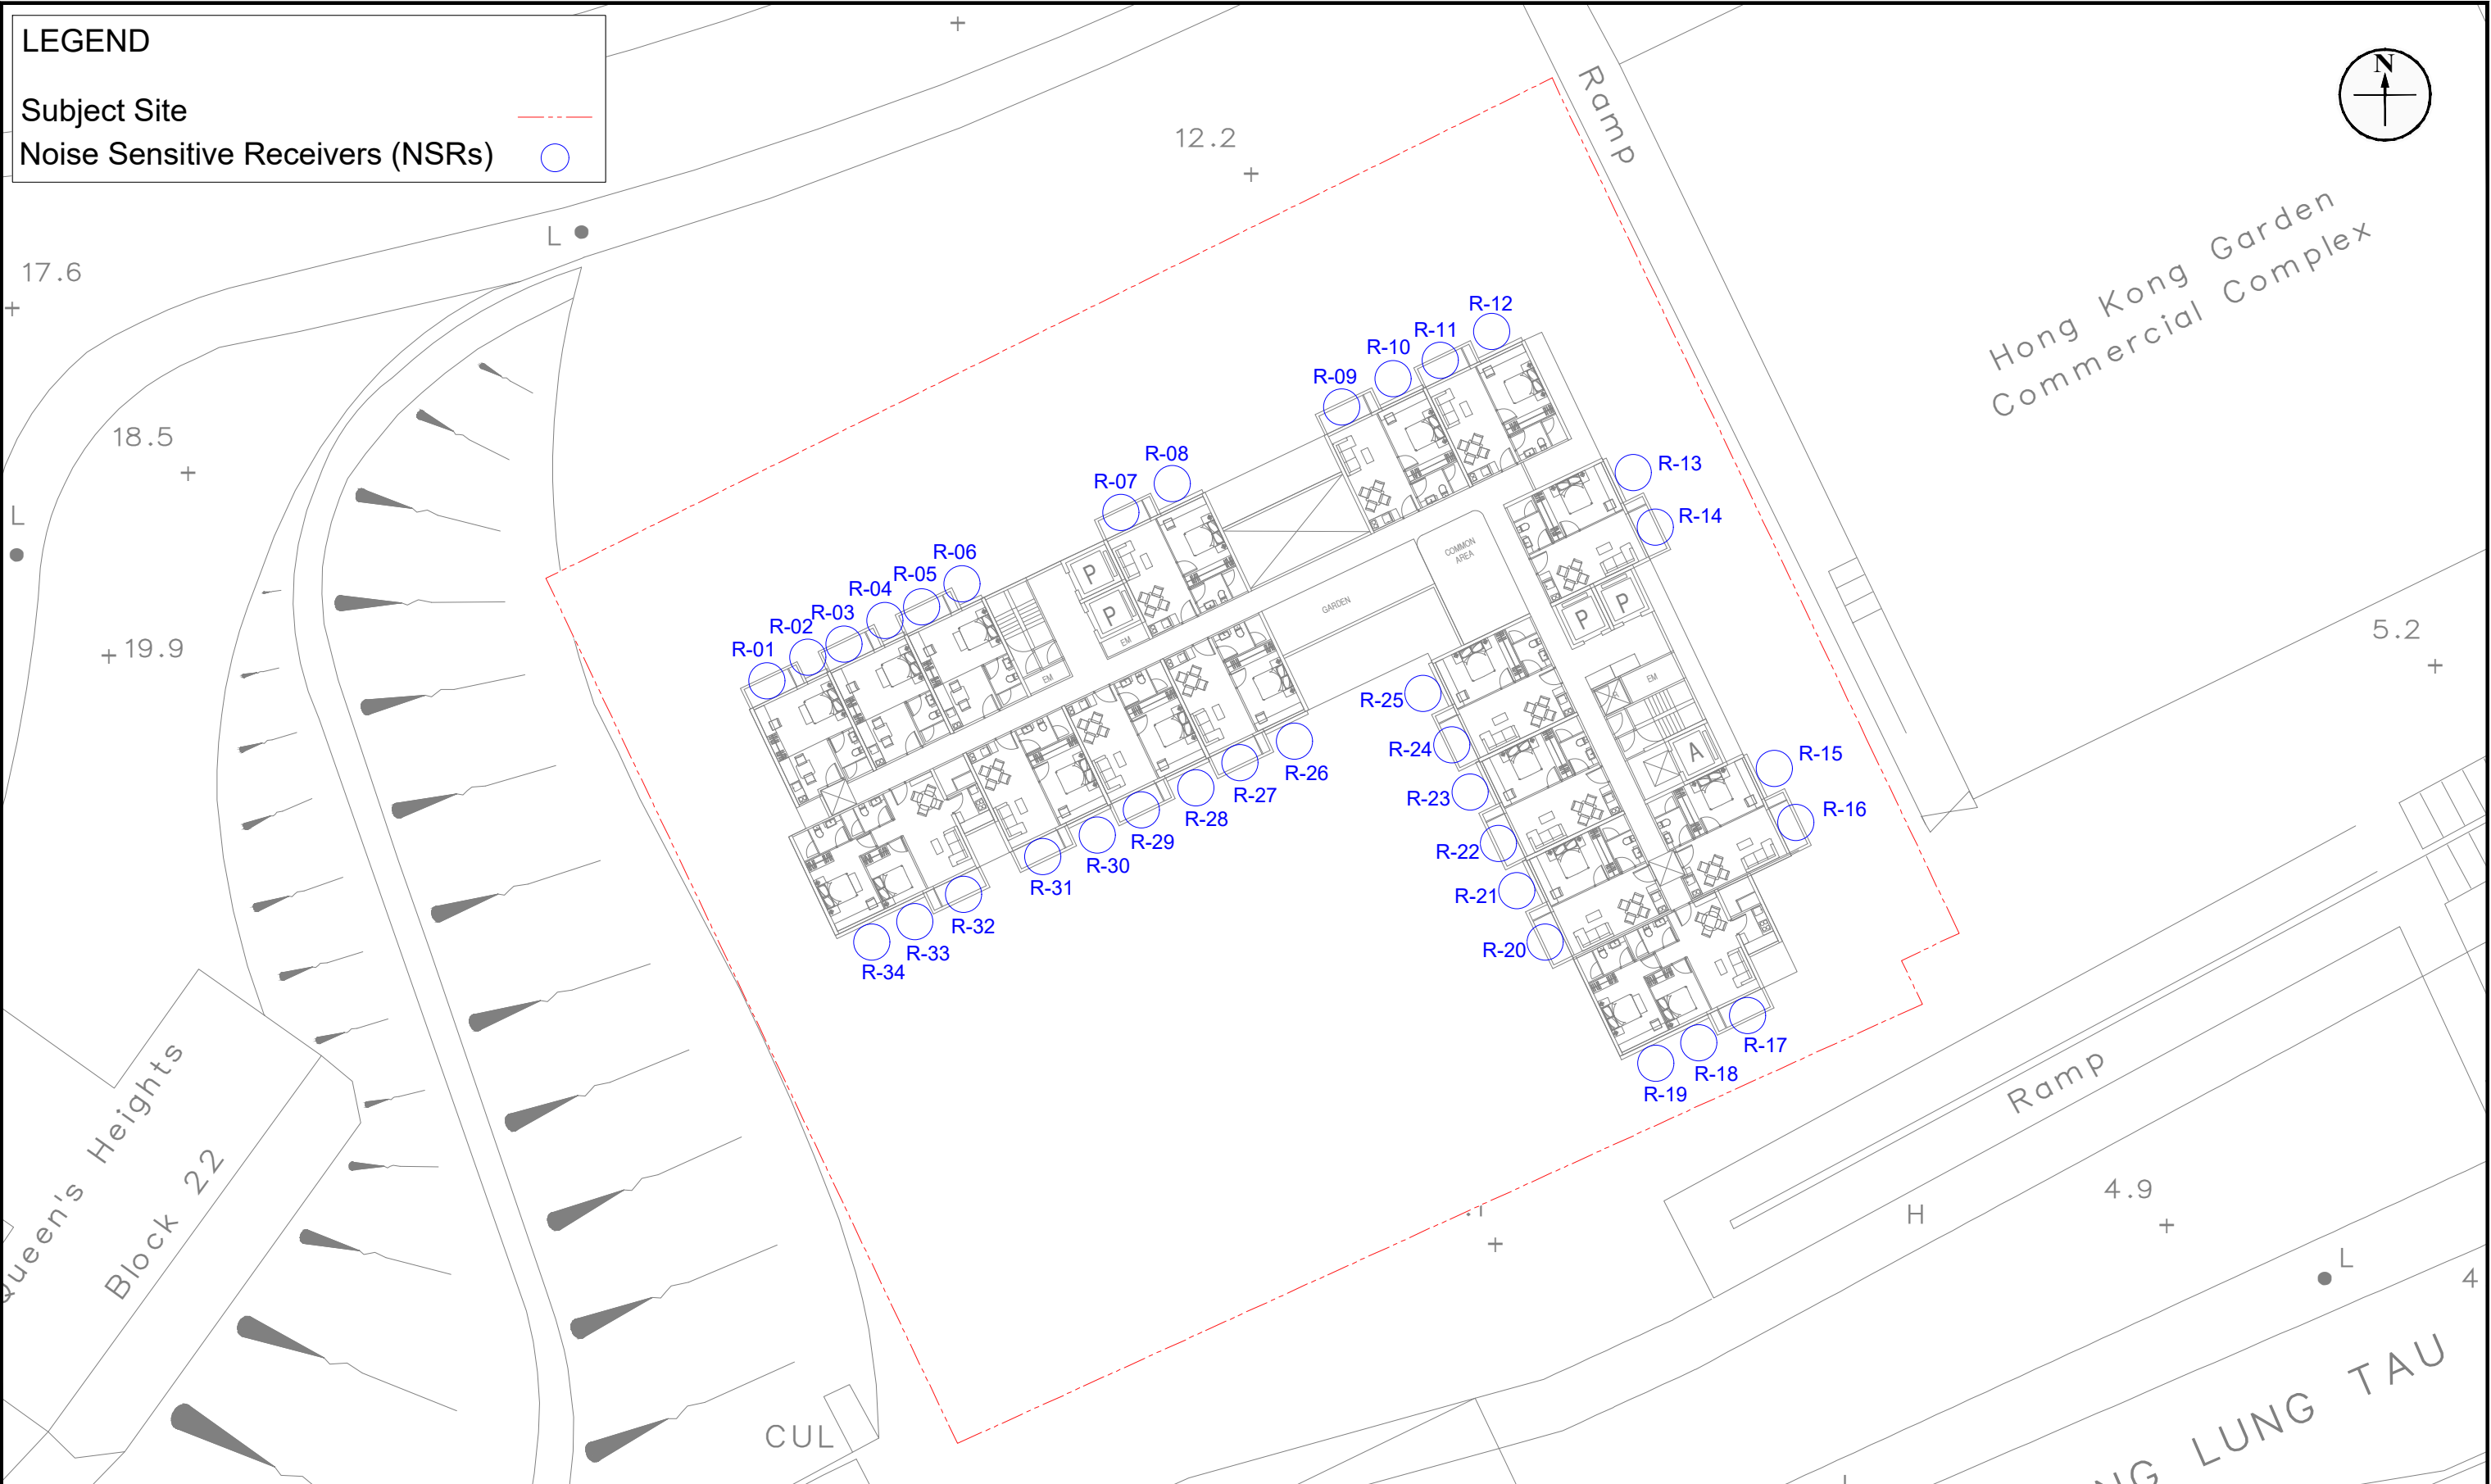 LEGEND
Subject Site
Noise Sensitive Receivers (NSRs)
N
Ramp
12.2
Hong Kong Garden
Commercial Complex
L
17.6
18.5
L
19.9
5.2
R-12
R-11
R-10
R-09
R-08
R-07
R-13
R-14
R-06
R-05
R-04
R-03
R-02
R-01
P
P
EM
EM
COMMON
AREA
GARDEN
P
P
EM
A
R-25
R-24
R-23
R-22
R-21
R-20
R-15
R-16
R-26
R-27
R-28
R-29
R-30
R-31
R-32
R-33
R-34
R-17
R-18
R-19
Ramp
4.9
H
L
4
Queen's Heights
Block 22
CUL
NG LUNG TAU